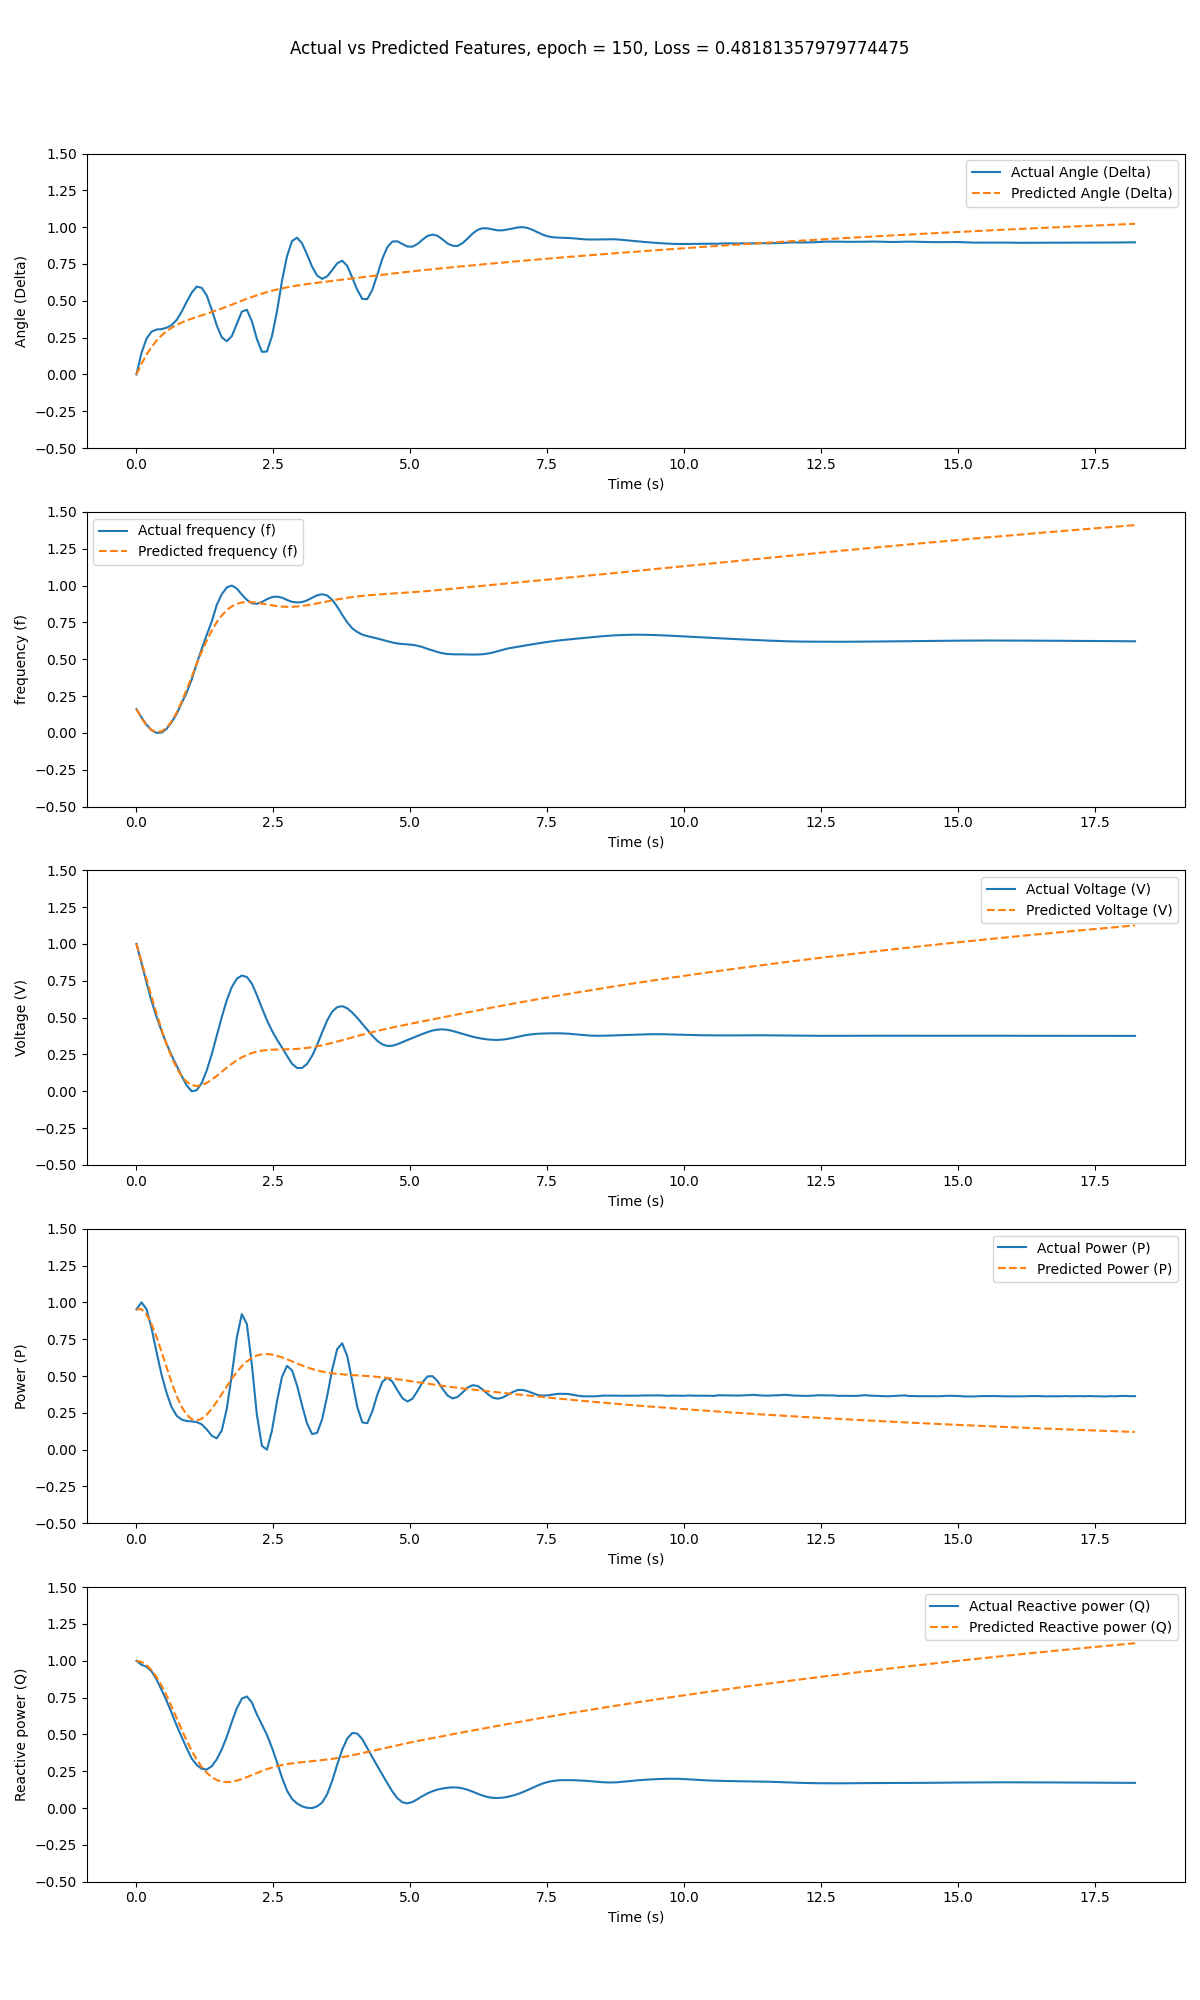 Actual vs Predicted Features, epoch = 150, Loss = 0.48181357979774475
Angle (Delta)
1.50
1.25
1.00
0.75
0.50
0.25
0.00
−0.25
−0.50
Actual Angle (Delta)
Predicted Angle (Delta)
0.0 2.5 5.0 7.5 10.0 12.5 15.0 17.5
Time (s)
frequency (f)
1.50
1.25
1.00
0.75
0.50
0.25
0.00
−0.25
−0.50
Actual frequency (f)
Predicted frequency (f)
0.0 2.5 5.0 7.5 10.0 12.5 15.0 17.5
Time (s)
Voltage (V)
1.50
1.25
1.00
0.75
0.50
0.25
0.00
−0.25
−0.50
Actual Voltage (V)
Predicted Voltage (V)
0.0 2.5 5.0 7.5 10.0 12.5 15.0 17.5
Time (s)
Power (P)
1.50
1.25
1.00
0.75
0.50
0.25
0.00
−0.25
−0.50
Actual Power (P)
Predicted Power (P)
0.0 2.5 5.0 7.5 10.0 12.5 15.0 17.5
Time (s)
Reactive power (Q)
1.50
1.25
1.00
0.75
0.50
0.25
0.00
−0.25
−0.50
Actual Reactive power (Q)
Predicted Reactive power (Q)
0.0 2.5 5.0 7.5 10.0 12.5 15.0 17.5
Time (s)